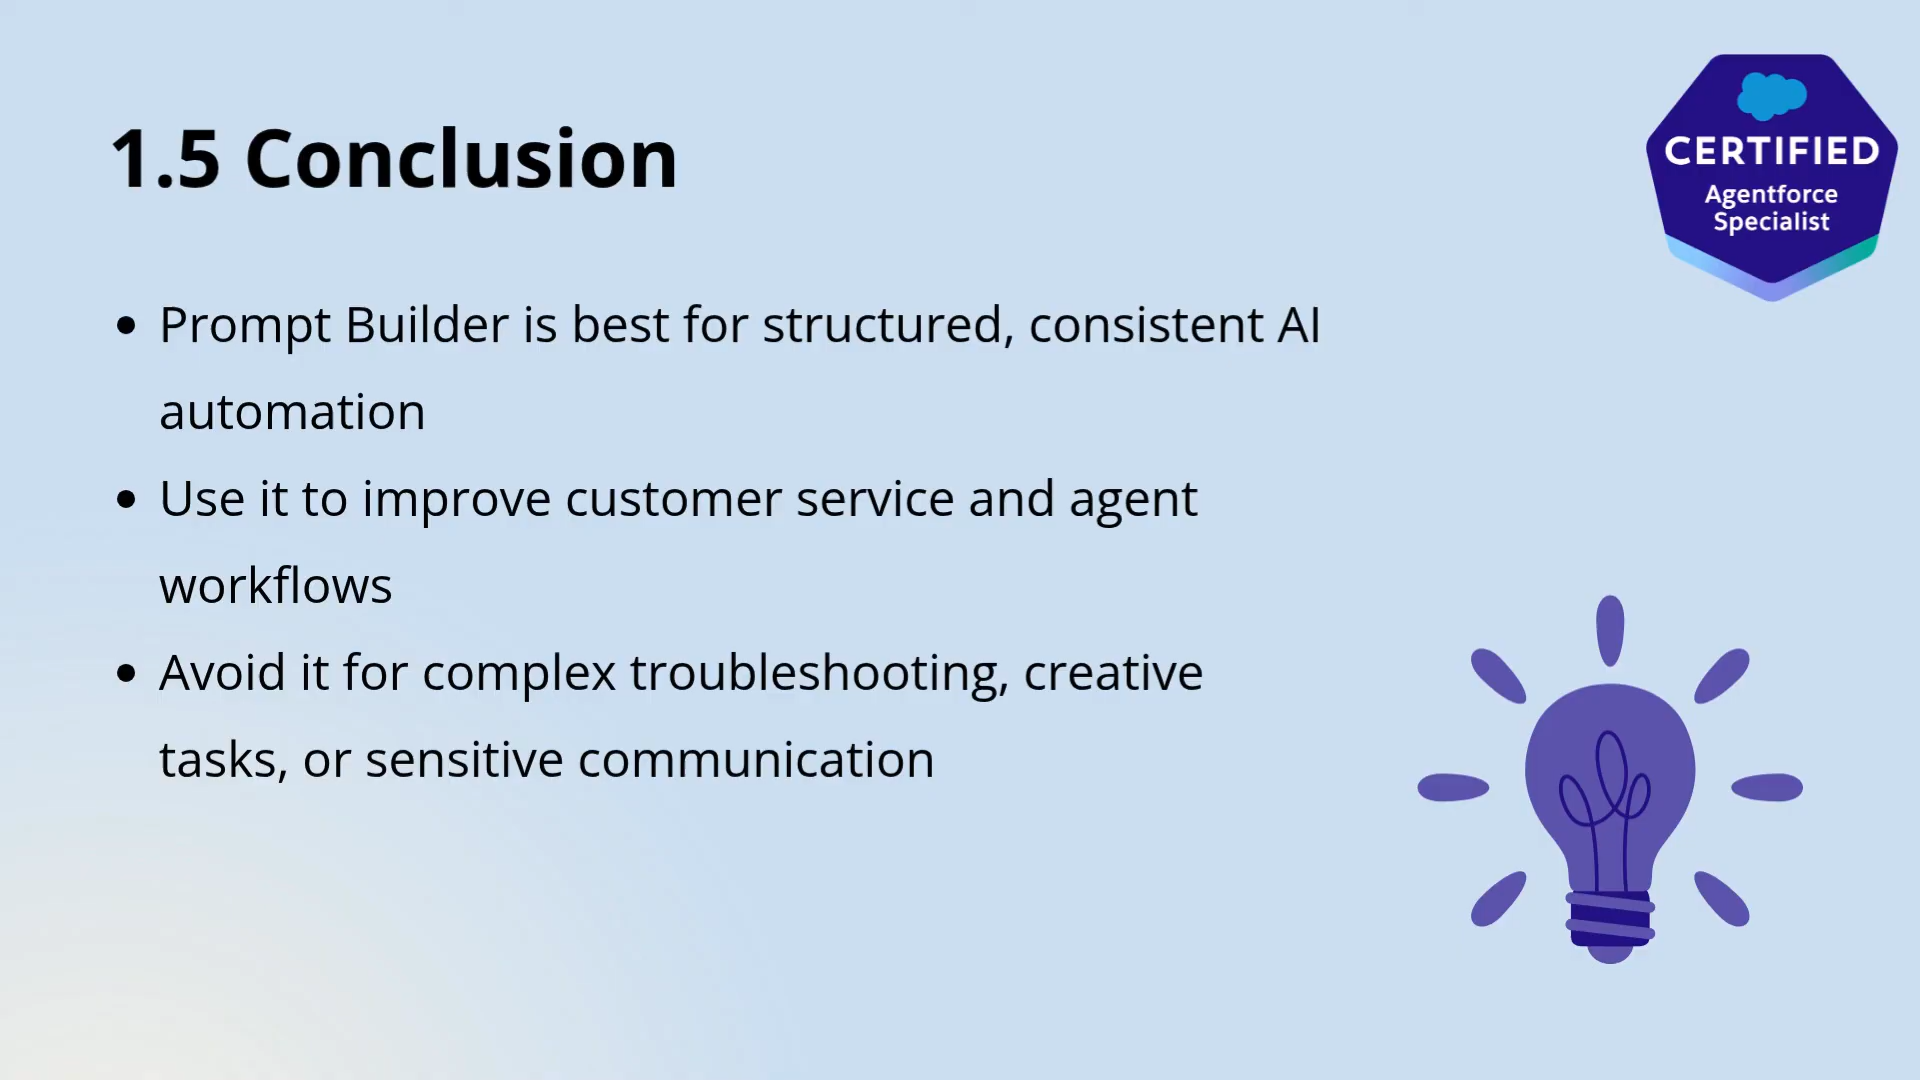 1.5 Conclusion
CERTIFIED
Agentforce
Specialist
• Prompt Builder is best for structured, consistent AI
automation
• Use it to improve customer service and agent
workflows
• Avoid it for complex troubleshooting, creative
tasks, or sensitive communication